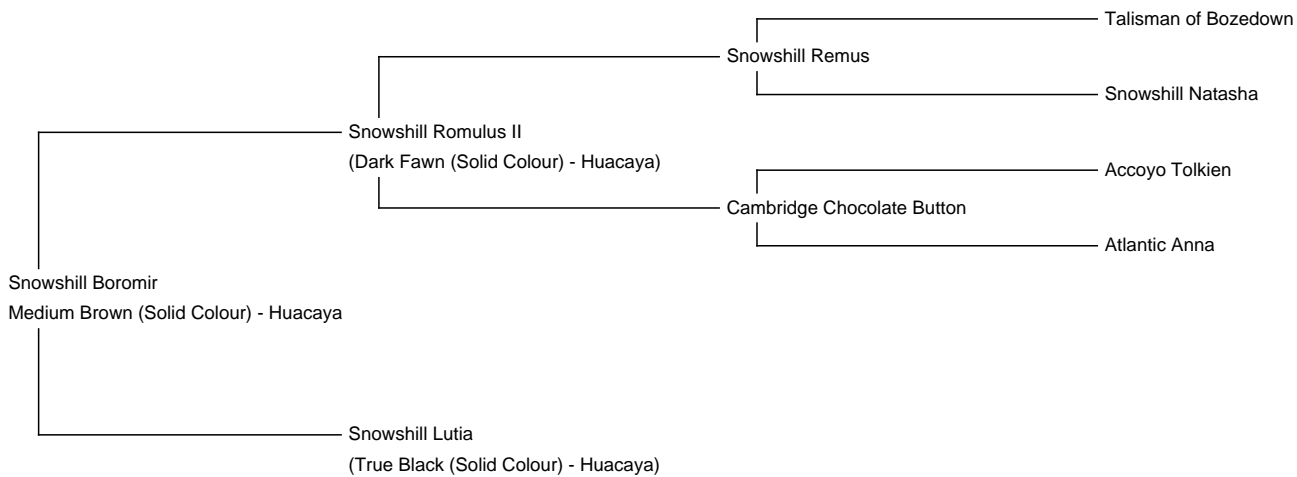 Talisman of Bozedown
Snowshill Remus
Snowshill Natasha
Snowshill Romulus II
(Dark Fawn (Solid Colour) - Huacaya)
Accoyo Tolkien
Cambridge Chocolate Button
Atlantic Anna
Snowshill Boromir
Medium Brown (Solid Colour) - Huacaya
Snowshill Lutia
(True Black (Solid Colour) - Huacaya)